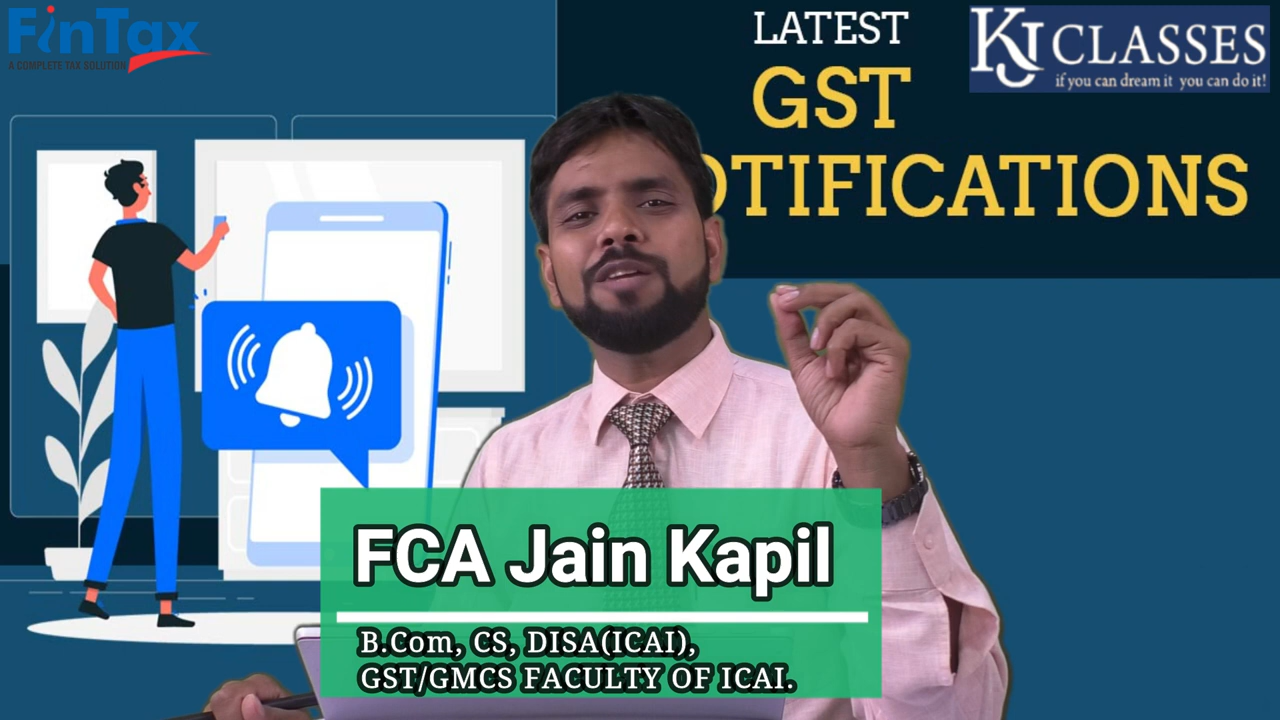 FinTax
A COMPLETE TAX SOLUTION
LATEST
GST
OTIFICATIONS
KJ CLASSES
if you can dream it you can do it!
FCA Jain Kapil
B.Com, CS, DISA(ICAI),
GST/GMCS FACULTY OF ICAI.